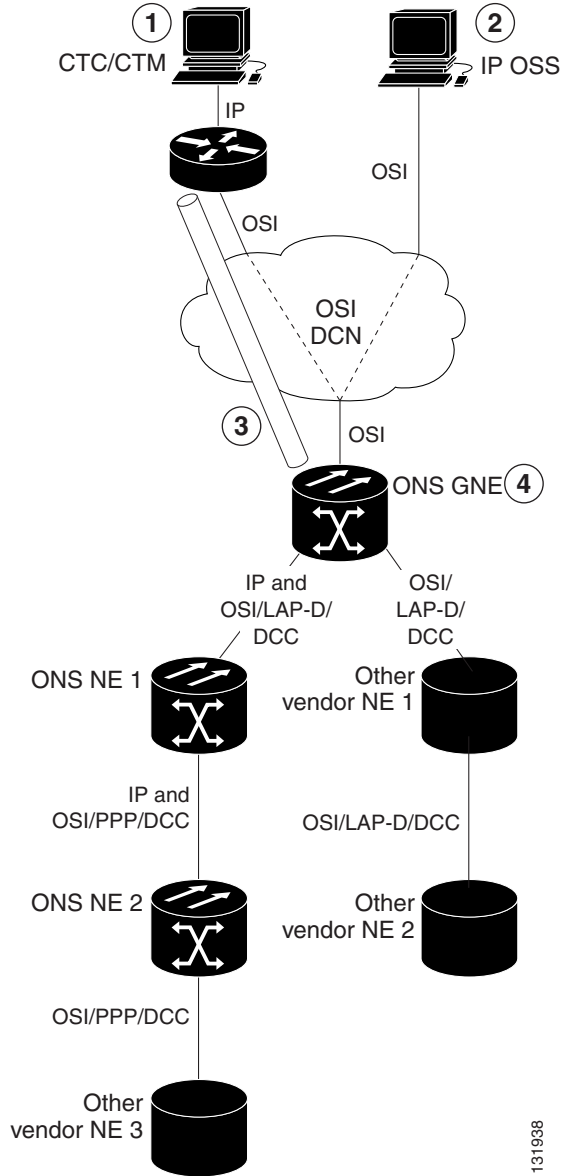 1
2
CTC/CTM
IP OSS
IP
OSI
OSI
OSI
DCN
3
OSI
ONS GNE
4
IP and
OSI/LAP-D/
DCC
OSI/
LAP-D/
DCC
ONS NE 1
Other
vendor NE 1
IP and
OSI/PPP/DCC
OSI/LAP-D/DCC
ONS NE 2
Other
vendor NE 2
OSI/PPP/DCC
Other
vendor NE 3
131938